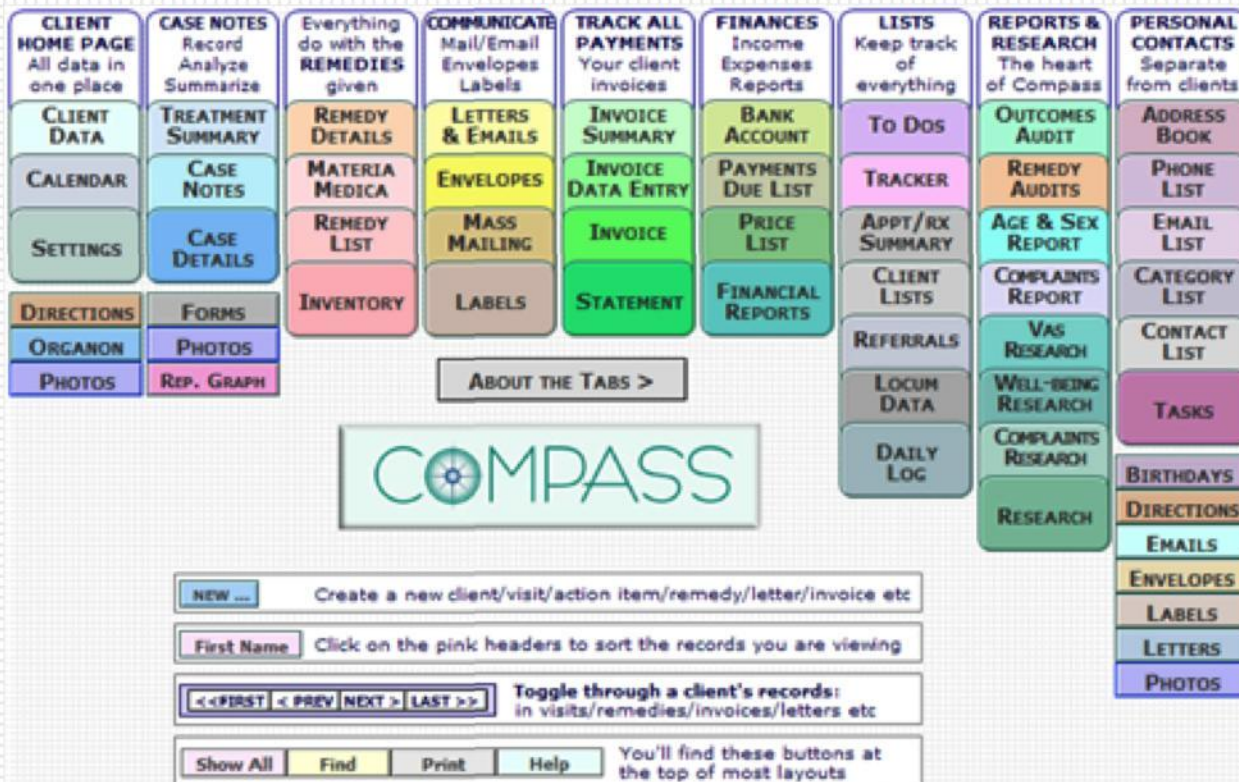 CLIENT
HOME PAGE
All data in
one place
CLIENT
DATA
CALENDAR
SETTINGS
DIRECTIONS
ORGANON
PHOTOS
CASE NOTES
Record
Analyze
Summarize
TREATMENT
SUMMARY
CASE
NOTES
CASE
DETAILS
FORMS
PHOTOS
REP. GRAPH
Everything
do with the
REMEDIES
given
REMEDY
DETAILS
MATERIA
MEDICA
REMEDY
LIST
INVENTORY
COMMUNICATE
Mail/Email
Envelopes
Labels
LETTERS
& EMAILS
ENVELOPES
MASS
MAILING
LABELS
TRACK ALL
PAYMENTS
Your client
invoices
INVOICE
SUMMARY
INVOICE
DATA ENTRY
INVOICE
STATEMENT
FINANCES
Income
Expenses
Reports
BANK
ACCOUNT
PAYMENTS
DUE LIST
PRICE
LIST
FINANCIAL
REPORTS
LISTS
Keep track
of
everything
TO DOS
TRACKER
APPT/RX
SUMMARY
CLIENT
LISTS
REFERRALS
LOCUM
DATA
DAILY
LOG
REPORTS &
RESEARCH
The heart
of Compass
OUTCOMES
AUDIT
REMEDY
AUDITS
AGE & SEX
REPORT
COMPLAINTS
REPORT
VAS
RESEARCH
WELL-BEING
RESEARCH
COMPLAINTS
RESEARCH
RESEARCH
PERSONAL
CONTACTS
Separate
from clients
ADDRESS
BOOK
PHONE
LIST
EMAIL
LIST
CATEGORY
LIST
CONTACT
LIST
TASKS
BIRTHDAYS
DIRECTIONS
EMAILS
ENVELOPES
LABELS
LETTERS
PHOTOS
ABOUT THE TABS >
COMPASS
NEW ... Create a new client/visit/action item/remedy/letter/invoice etc
First Name Click on the pink headers to sort the records you are viewing
<<FIRST < PREV NEXT > LAST >> Toggle through a client's records:
in visits/remedies/invoices/letters etc
Show All Find Print Help You'll find these buttons at
the top of most layouts